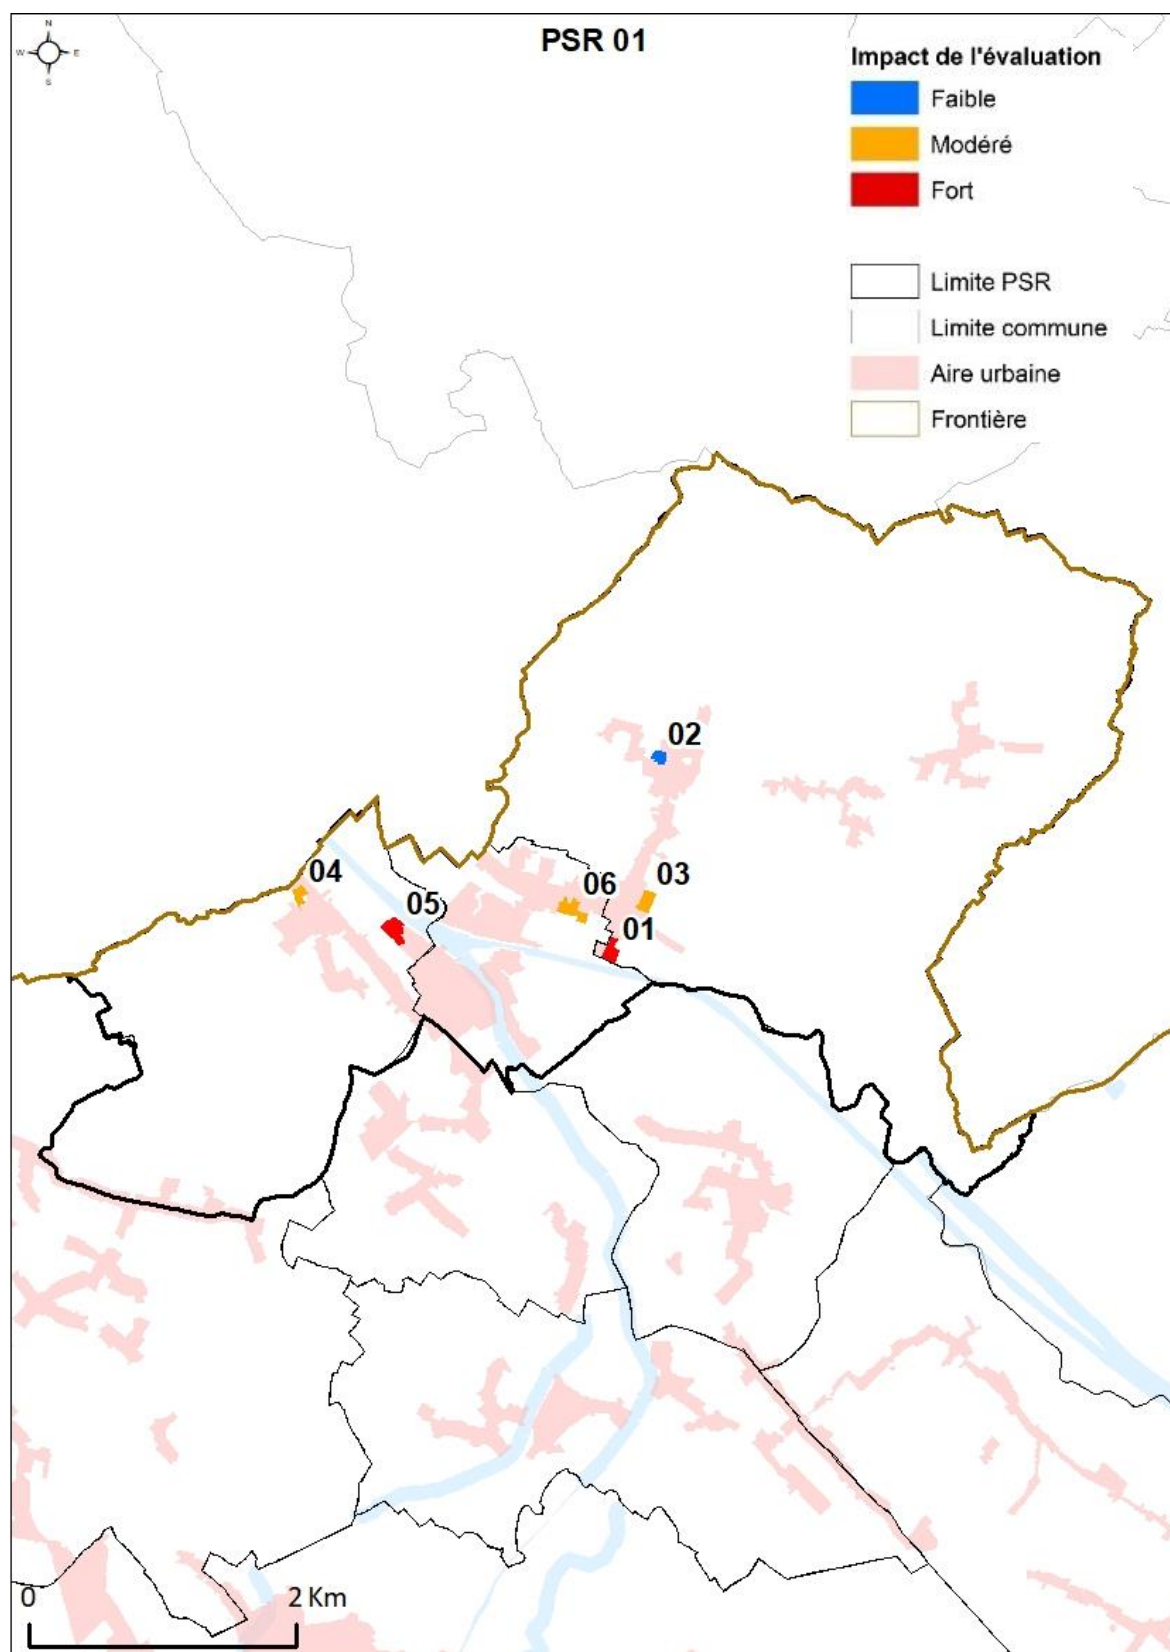 N
W E
S
PSR 01
Impact de l'évaluation
Faible
Modéré
Fort
Limite PSR
Limite commune
Aire urbaine
Frontière
02
04
05
06
03
01
0 2 Km